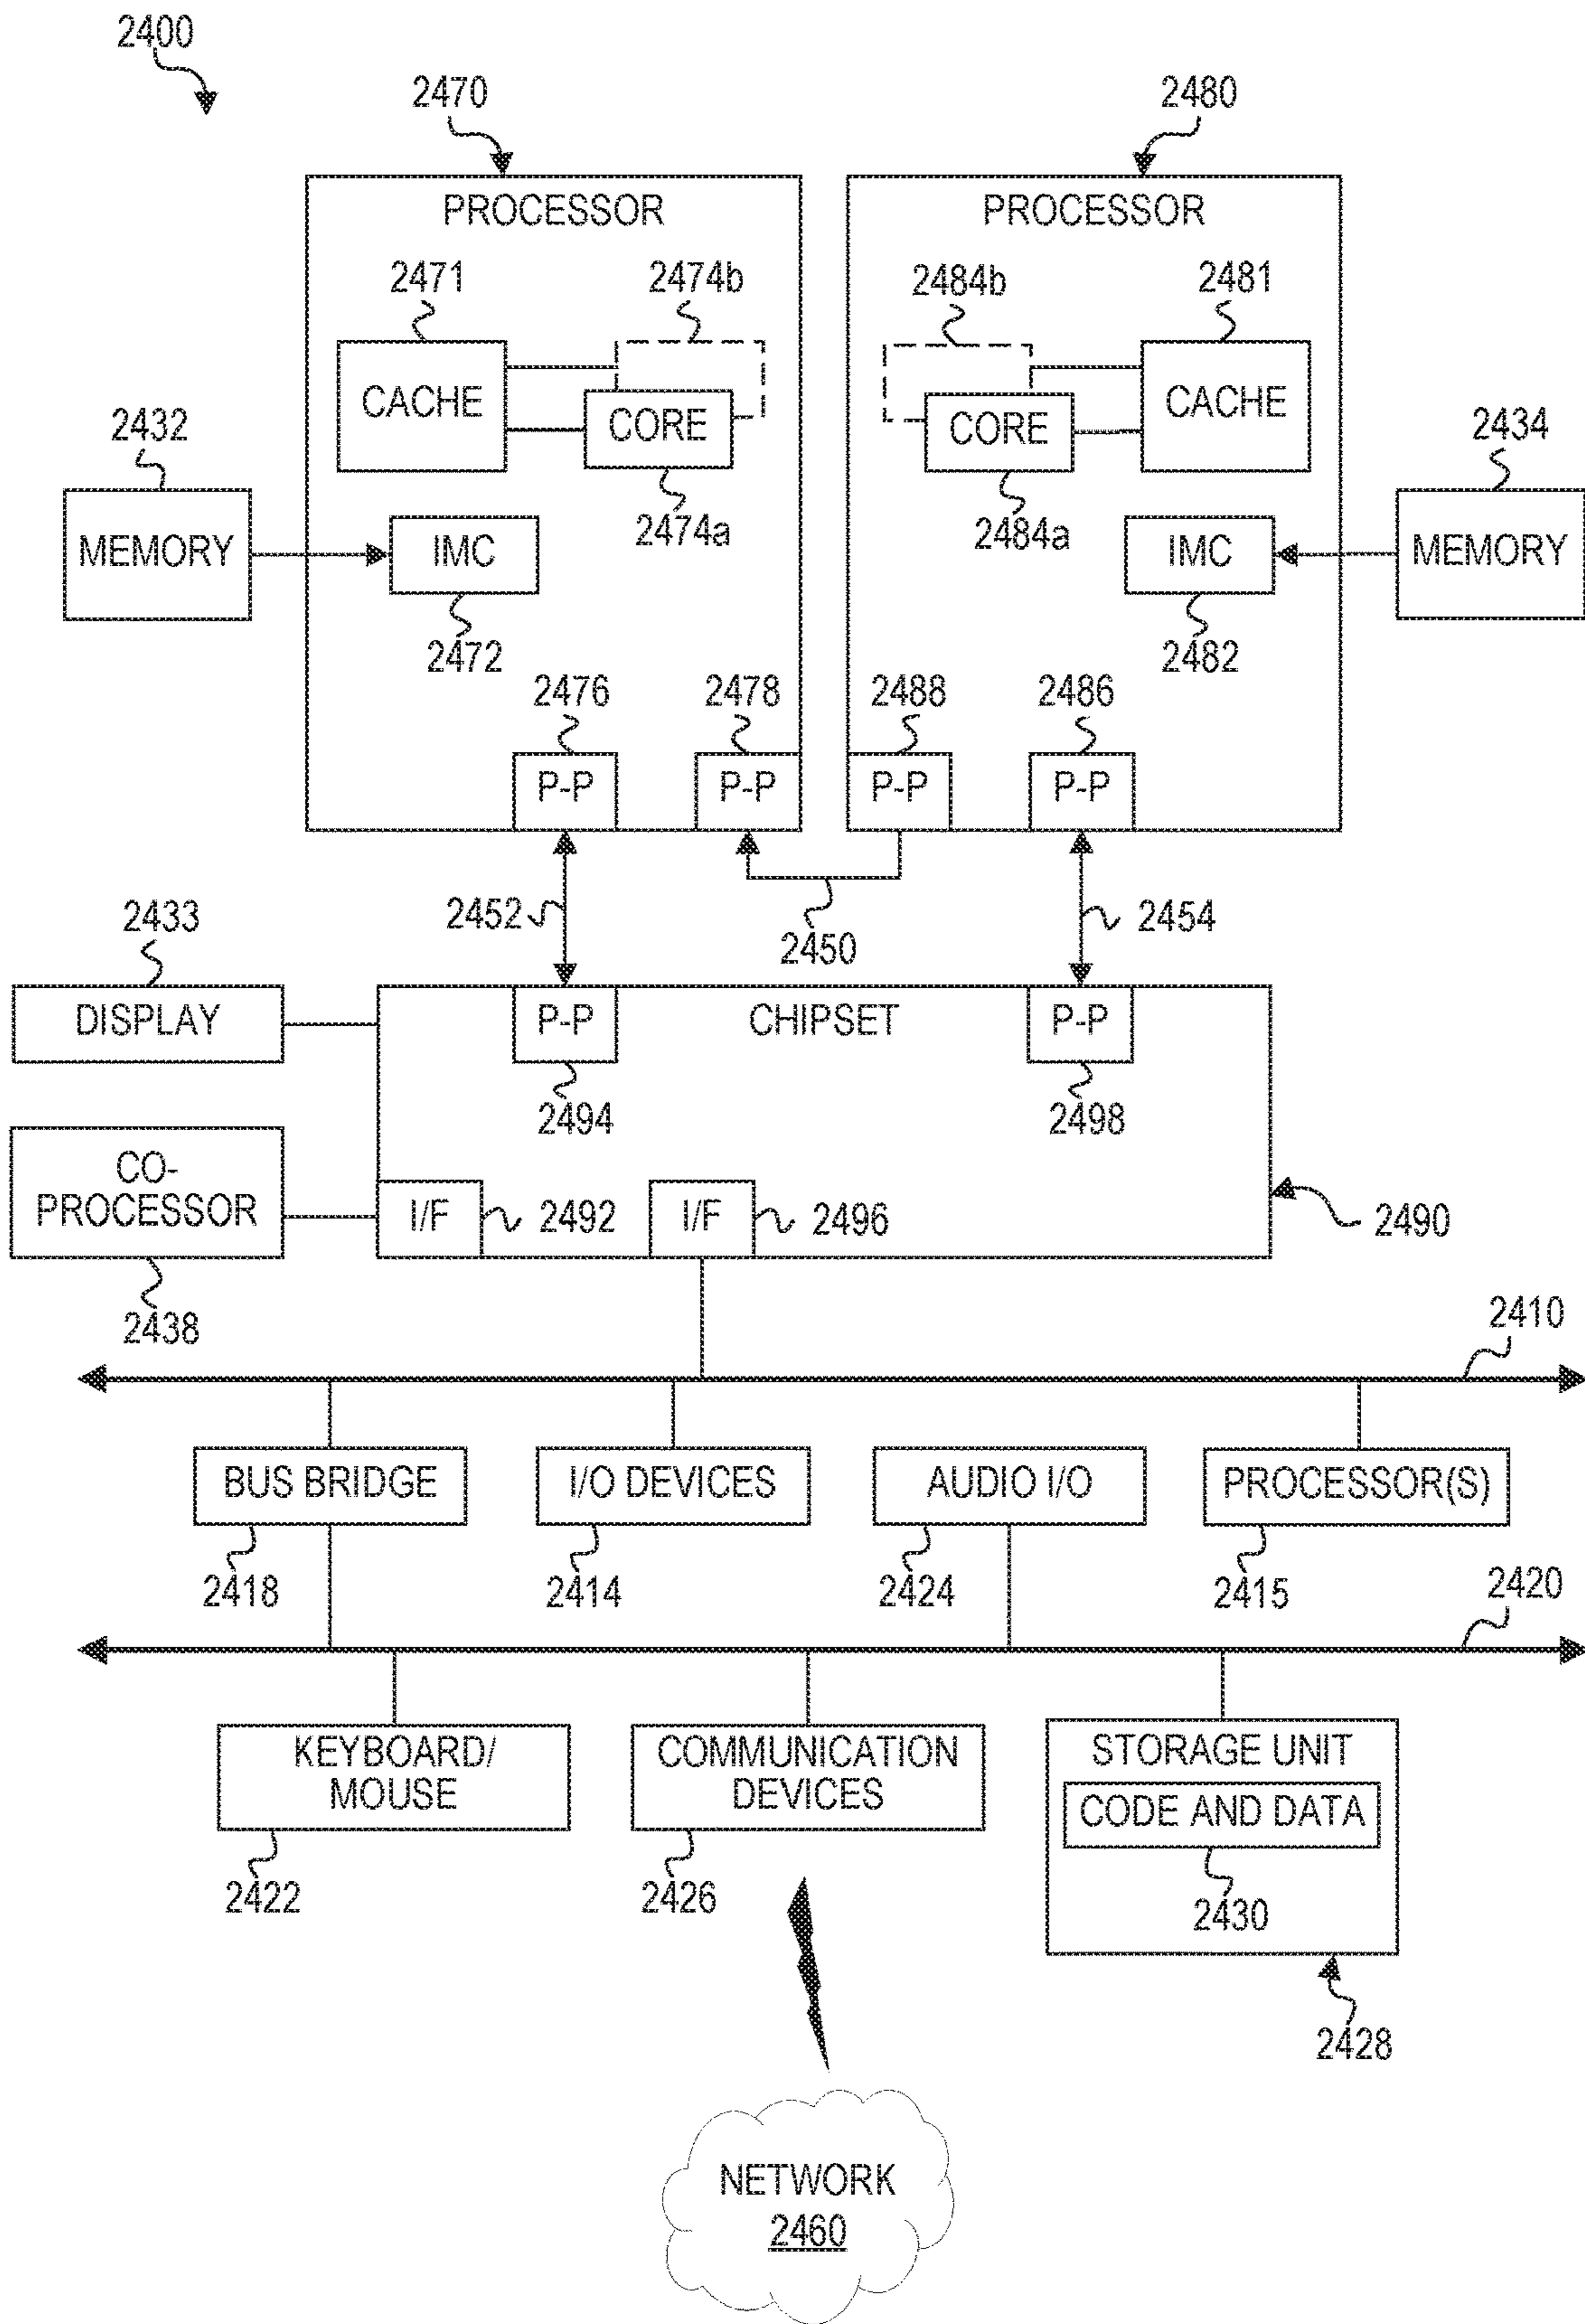 2400
2470
2480
PROCESSOR
PROCESSOR
2471
2474b
2484b
2481
CACHE
CORE
CORE
CACHE
2432
2434
2474a
2484a
MEMORY
IMC
IMC
MEMORY
2472
2482
2476
2478
2488
2486
P-P
P-P
P-P
P-P
2452
2450
2454
2433
DISPLAY
P-P
CHIPSET
P-P
2494
2498
CO-
PROCESSOR
I/F
2492
I/F
2496
2490
2438
2410
BUS BRIDGE
I/O DEVICES
AUDIO I/O
PROCESSOR(S)
2418
2414
2424
2415
2420
KEYBOARD/
MOUSE
COMMUNICATION
DEVICES
STORAGE UNIT
CODE AND DATA
2422
2426
2430
2428
NETWORK
2460